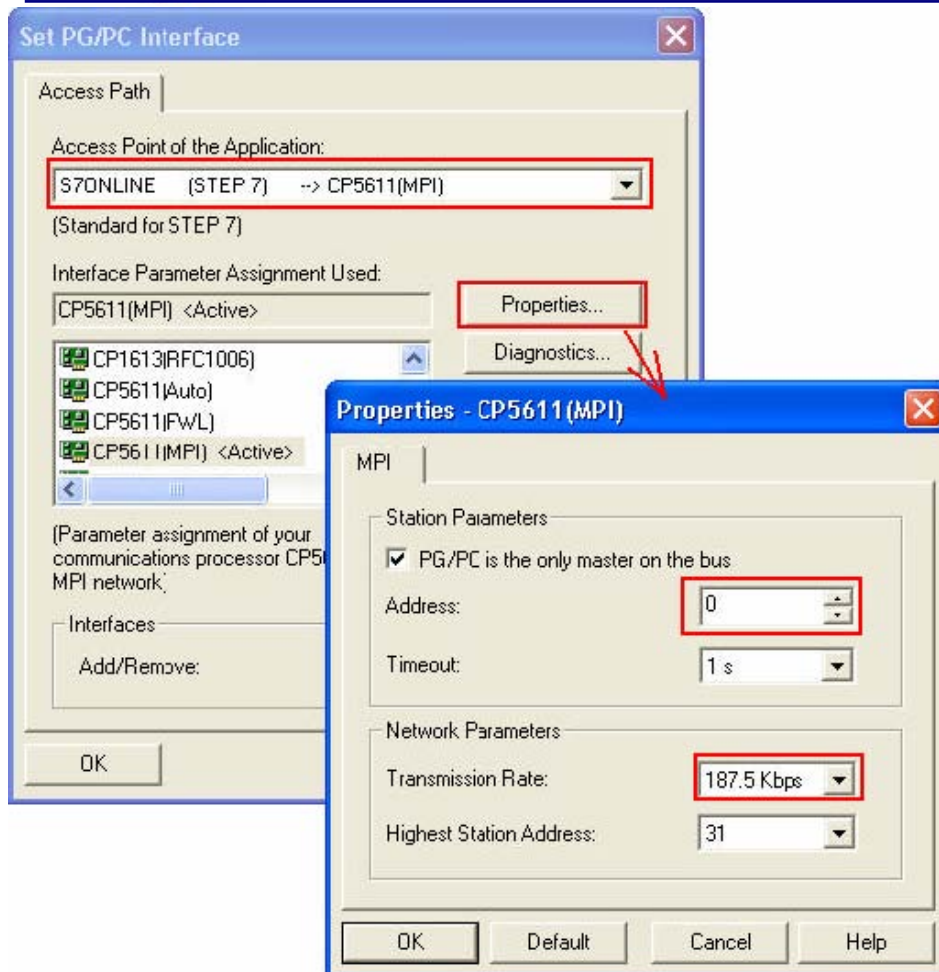 Set PG/PC Interface
Access Path
Access Point of the Application:
S7ONLINE (STEP 7) --> CP5611(MPI)
(Standard for STEP 7)
Interface Parameter Assignment Used:
CP5611(MPI) <Active>
Properties...
Diagnostics...
CP1613(RFC1006)
CP5611(Auto)
CP5611(FWL)
CP5611(MPI) <Active>
(Parameter assignment of your
communications processor CP56
MPI network)
Interfaces
Add/Remove:
OK
Properties - CP5611(MPI)
MPI
Station Parameters
PG/PC is the only master on the bus
Address:
0
Timeout:
1 s
Network Parameters
Transmission Rate:
187.5 Kbps
Highest Station Address:
31
OK
Default
Cancel
Help